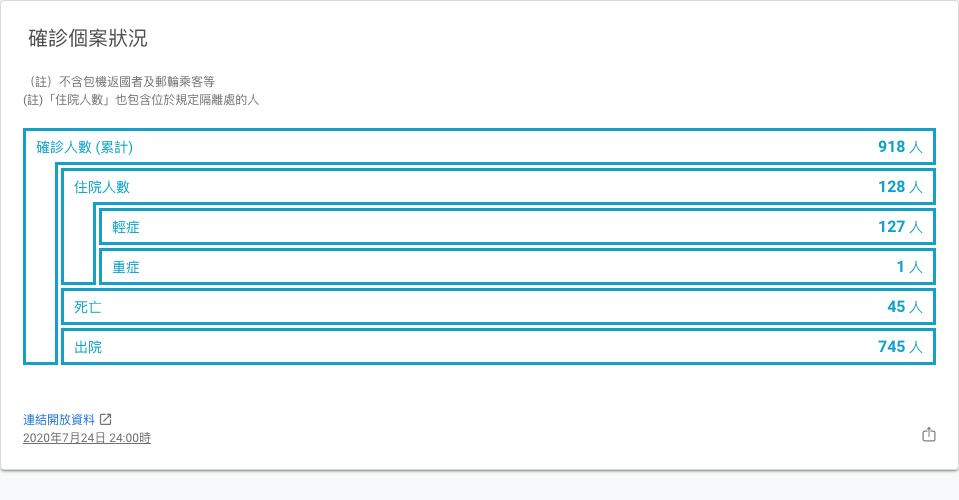 確診個案狀況
（註）不含包機返國者及郵輪乘客等
(註)「住院人數」也包含位於規定隔離處的人
確診人數 (累計) 918 人
住院人數 128 人
輕症 127 人
重症 1 人
死亡 45 人
出院 745 人
連結開放資料
2020年7月24日 24:00時